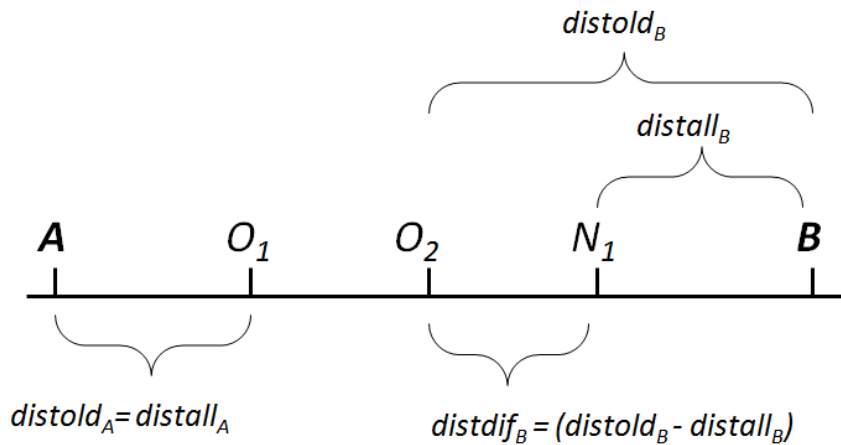 distold_B
distall_B
A O_1 O_2 N_1 B
distold_A = distall_A
distdif_B = (distold_B - distall_B)